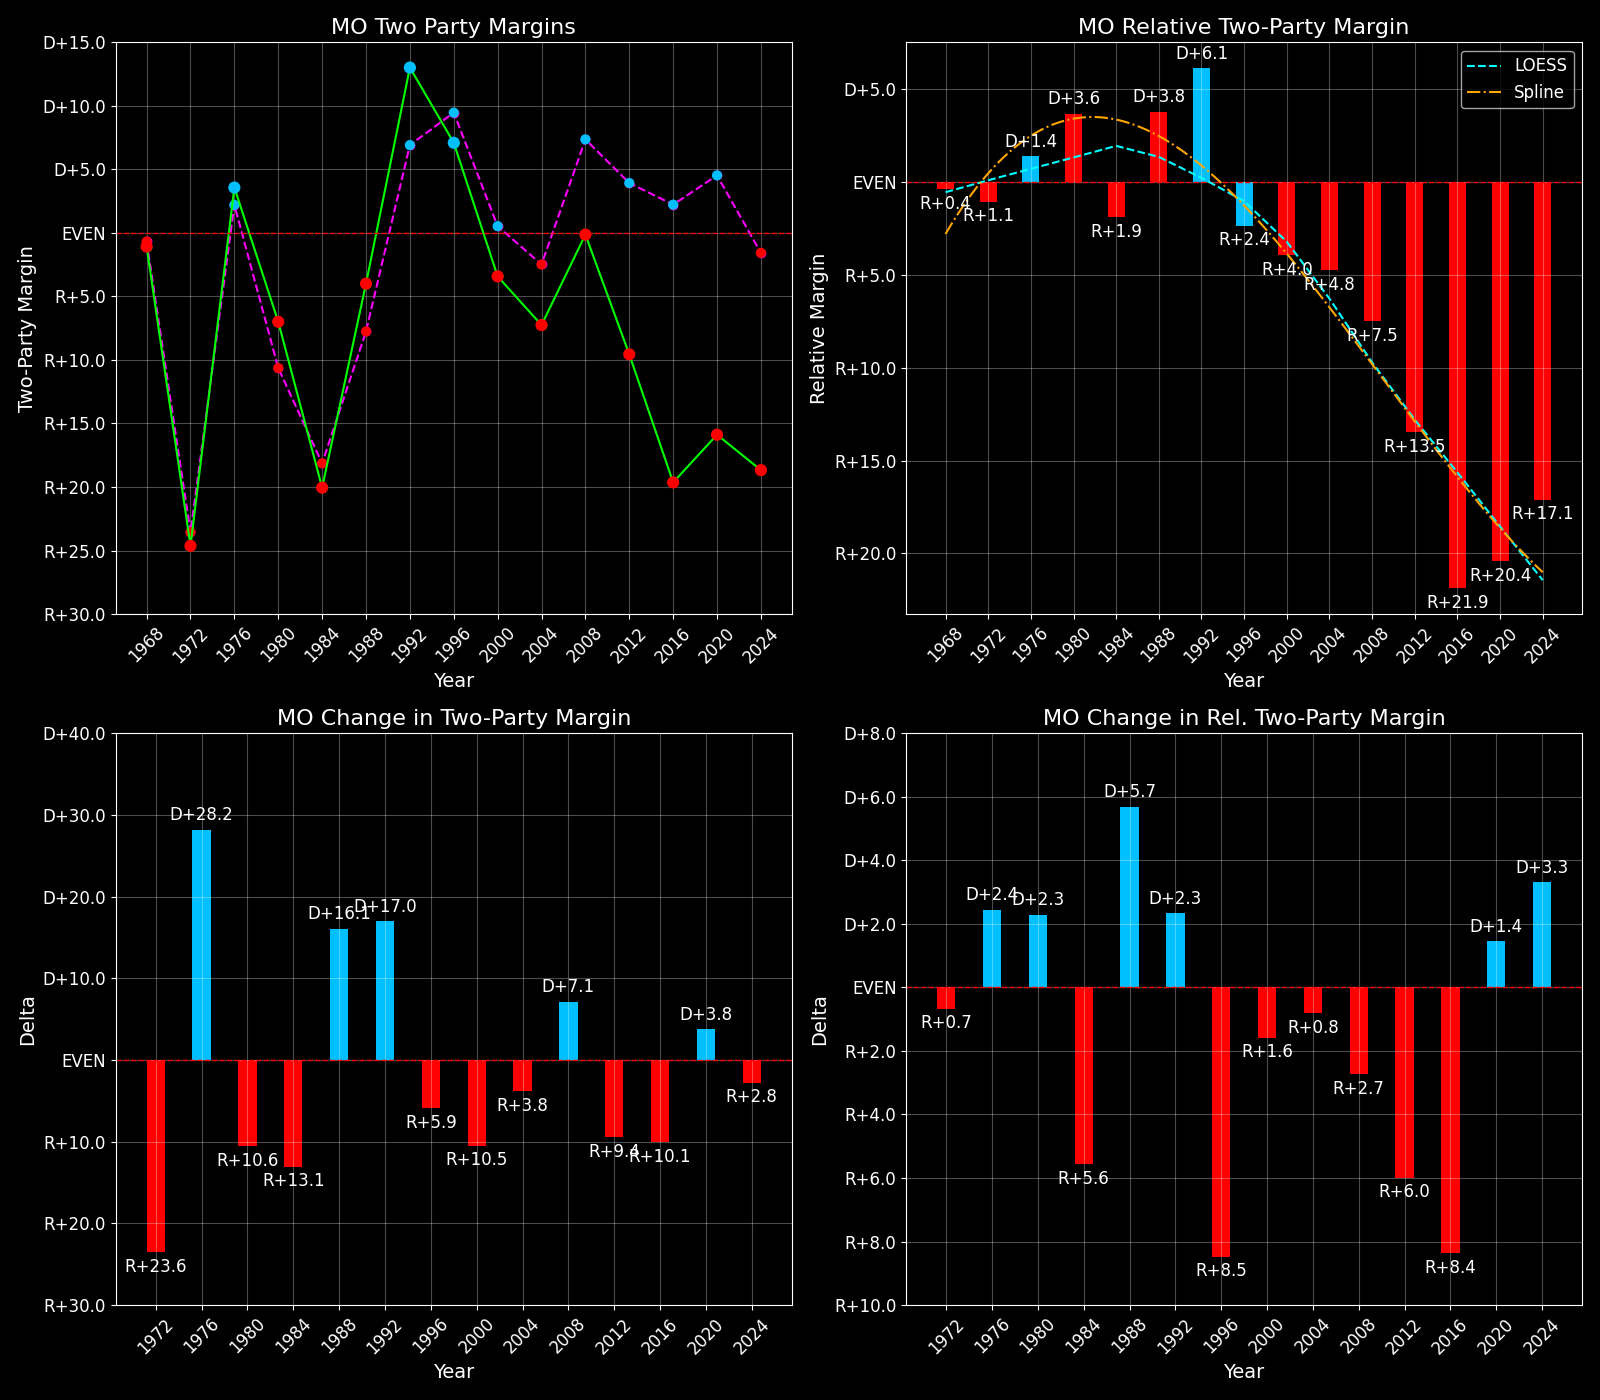 MO Two Party Margins
D+15.0
D+10.0
D+5.0
EVEN
R+5.0
R+10.0
R+15.0
R+20.0
R+25.0
R+30.0
Two-Party Margin
1968
1972
1976
1980
1984
1988
1992
1996
2000
2004
2008
2012
2016
2020
2024
Year
MO Relative Two-Party Margin
LOESS
Spline
D+5.0
EVEN
R+5.0
R+10.0
R+15.0
R+20.0
Relative Margin
R+0.4
R+1.1
D+1.4
D+3.6
R+1.9
D+3.8
D+6.1
R+2.4
R+4.0
R+4.8
R+7.5
R+13.5
R+21.9
R+20.4
R+17.1
1968
1972
1976
1980
1984
1988
1992
1996
2000
2004
2008
2012
2016
2020
2024
Year
MO Change in Two-Party Margin
D+40.0
D+30.0
D+20.0
D+10.0
EVEN
R+10.0
R+20.0
R+30.0
Delta
R+23.6
D+28.2
R+10.6
R+13.1
D+16.1
D+17.0
R+5.9
R+10.5
R+3.8
D+7.1
R+9.4
R+10.1
D+3.8
R+2.8
1972
1976
1980
1984
1988
1992
1996
2000
2004
2008
2012
2016
2020
2024
Year
MO Change in Rel. Two-Party Margin
D+8.0
D+6.0
D+4.0
D+2.0
EVEN
R+2.0
R+4.0
R+6.0
R+8.0
R+10.0
Delta
R+0.7
D+2.4
D+2.3
R+5.6
D+5.7
D+2.3
R+8.5
R+1.6
R+0.8
R+2.7
R+6.0
R+8.4
D+1.4
D+3.3
1972
1976
1980
1984
1988
1992
1996
2000
2004
2008
2012
2016
2020
2024
Year